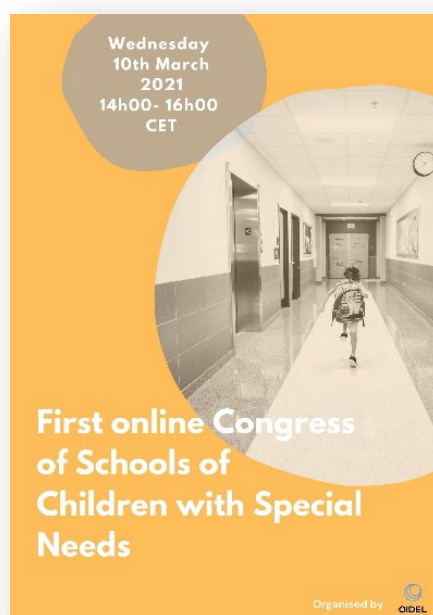 Wednesday
10th March
2021
14h00- 16h00
CET
First online Congress
of Schools of
Children with Special
Needs
Organised by
OIDEL